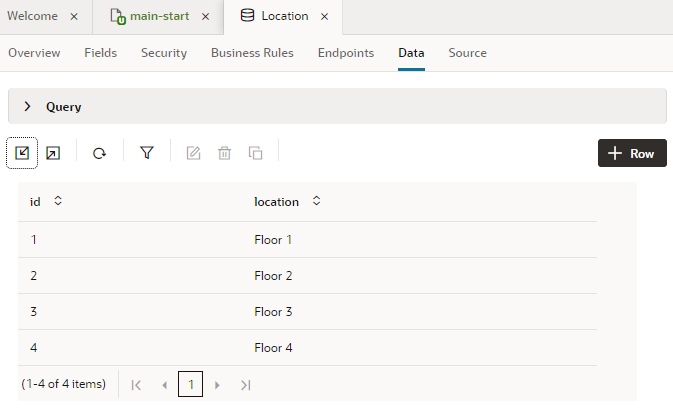 Welcome × main-start × Location ×
Overview Fields Security Business Rules Endpoints Data Source
Query
+ Row
id location
1 Floor 1
2 Floor 2
3 Floor 3
4 Floor 4
(1-4 of 4 items) 1